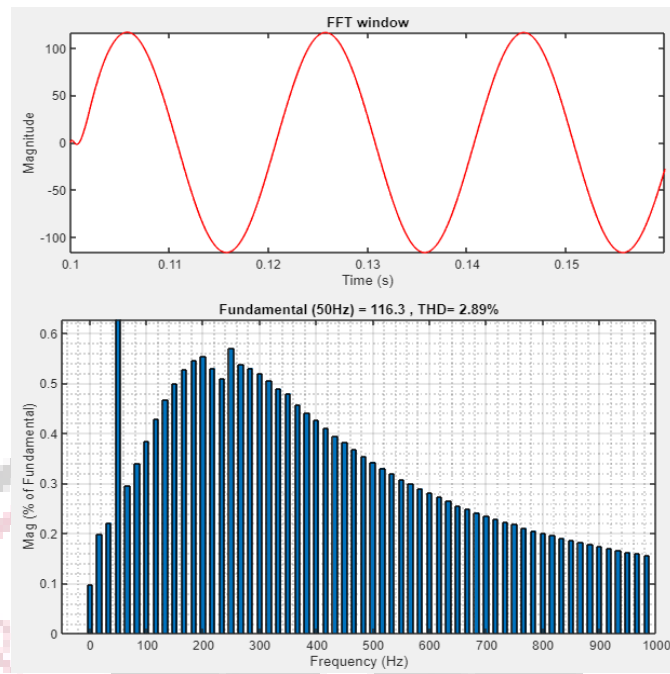 FFT window
100
50
0
-50
-100
Magnitude
0.1 0.11 0.12 0.13 0.14 0.15
Time (s)
Fundamental (50Hz) = 116.3 , THD= 2.89%
0.6
0.5
0.4
0.3
0.2
0.1
0
Mag (% of Fundamental)
0 100 200 300 400 500 600 700 800 900 1000
Frequency (Hz)